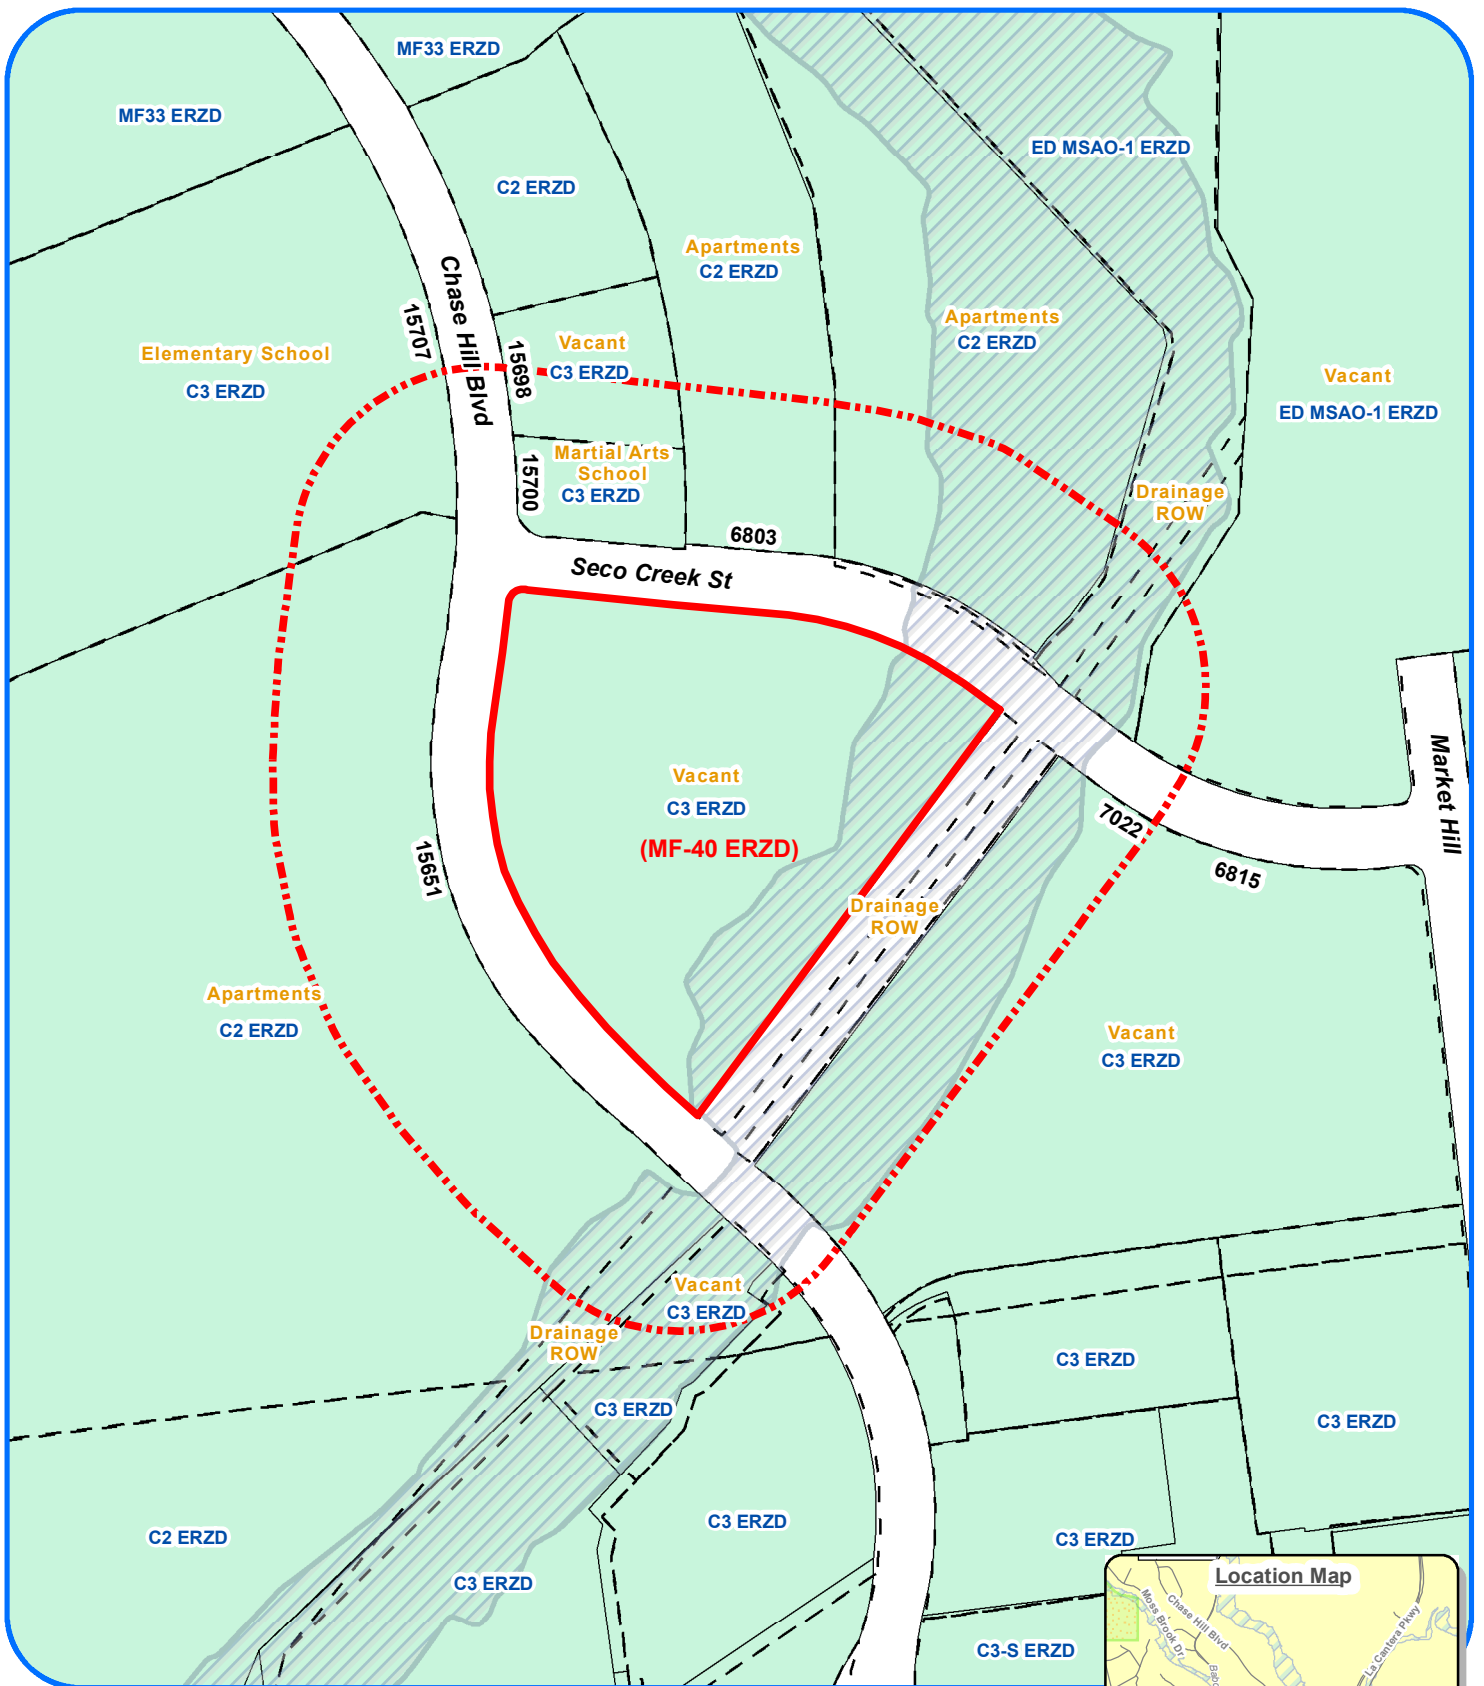 MF33 ERZD
MF33 ERZD
ED MSAO-1 ERZD
C2 ERZD
Apartments
C2 ERZD
Chase Hill Blvd
15707
15698
Vacant
C3 ERZD
Apartments
C2 ERZD
Elementary School
C3 ERZD
Vacant
ED MSAO-1 ERZD
Martial Arts
School
C3 ERZD
15700
Drainage
ROW
6803
Seco Creek St
Vacant
C3 ERZD
(MF-40 ERZD)
Market Hill
7022
6815
15651
Drainage
ROW
Apartments
C2 ERZD
Vacant
C3 ERZD
Vacant
C3 ERZD
Drainage
ROW
C3 ERZD
C3 ERZD
C3 ERZD
C3 ERZD
C2 ERZD
C3 ERZD
C3 ERZD
C3-S ERZD
Location Map
Moss Brook Dr.
Chase Hill Blvd
La Cantera Pkwy